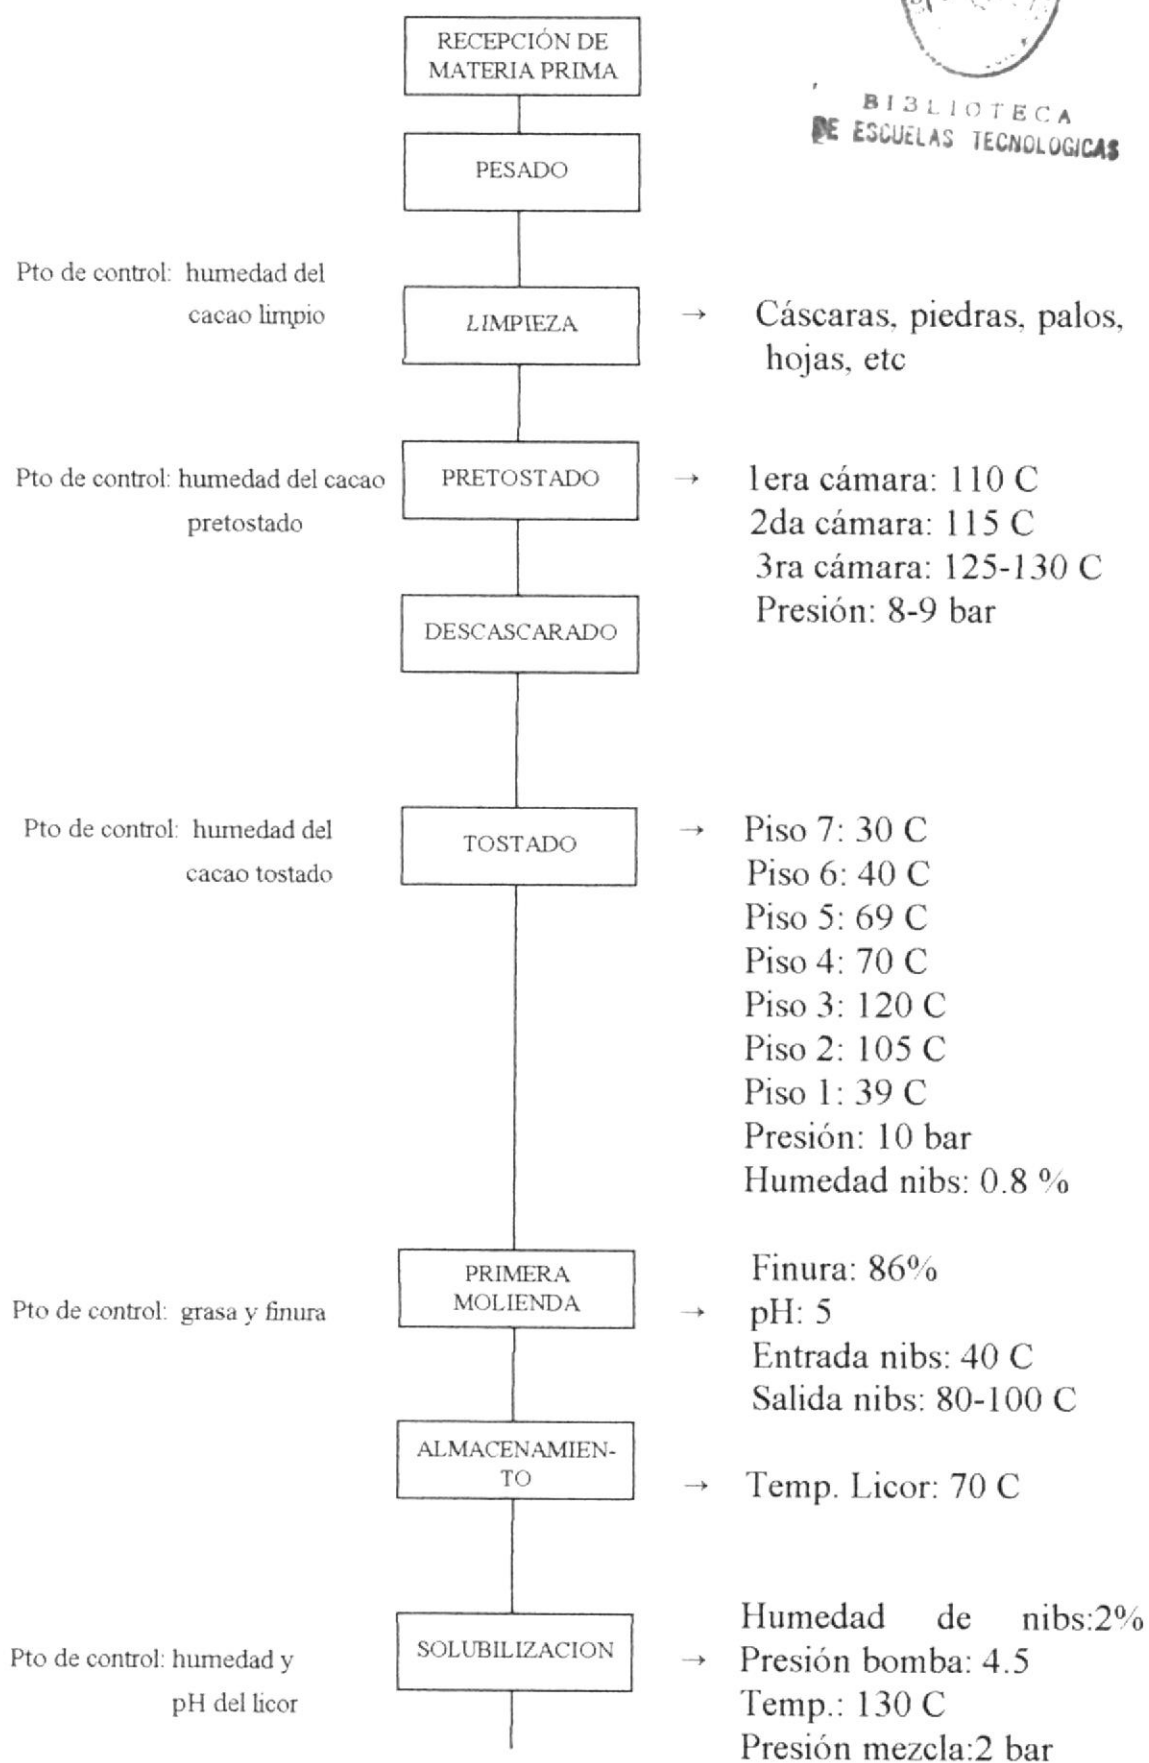 RECEPCIÓN DE
MATERIA PRIMA
BIBLIOTECA
DE ESCUELAS TECNOLOGICAS
PESADO
Pto de control: humedad del
cacao limpio
LIMPIEZA
→ Cáscaras, piedras, palos,
hojas, etc
Pto de control: humedad del cacao
pretostado
PRETOSTADO
→ 1era cámara: 110 C
2da cámara: 115 C
3ra cámara: 125-130 C
Presión: 8-9 bar
DESCASCARADO
Pto de control: humedad del
cacao tostado
TOSTADO
→ Piso 7: 30 C
Piso 6: 40 C
Piso 5: 69 C
Piso 4: 70 C
Piso 3: 120 C
Piso 2: 105 C
Piso 1: 39 C
Presión: 10 bar
Humedad nibs: 0.8 %
Pto de control: grasa y finura
PRIMERA
MOLIENDA
Finura: 86%
→ pH: 5
Entrada nibs: 40 C
Salida nibs: 80-100 C
ALMACENAMIEN-
TO
→ Temp. Licor: 70 C
Pto de control: humedad y
pH del licor
SOLUBILIZACION
Humedad de nibs:2%
→ Presión bomba: 4.5
Temp.: 130 C
Presión mezcla:2 bar